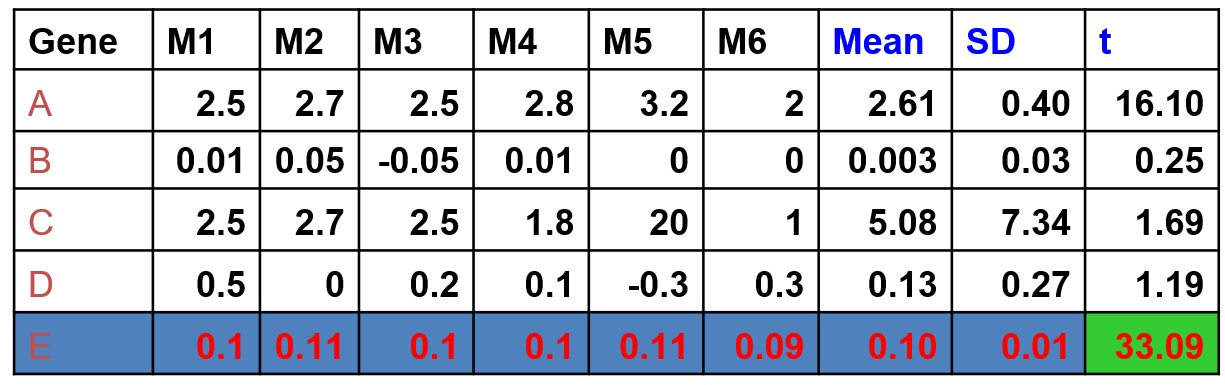 Gene M1 M2 M3 M4 M5 M6 Mean SD t
A 2.5 2.7 2.5 2.8 3.2 2 2.61 0.40 16.10
B 0.01 0.05 -0.05 0.01 0 0 0.003 0.03 0.25
C 2.5 2.7 2.5 1.8 20 1 5.08 7.34 1.69
D 0.5 0 0.2 0.1 -0.3 0.3 0.13 0.27 1.19
E 0.1 0.11 0.1 0.1 0.11 0.09 0.10 0.01 33.09